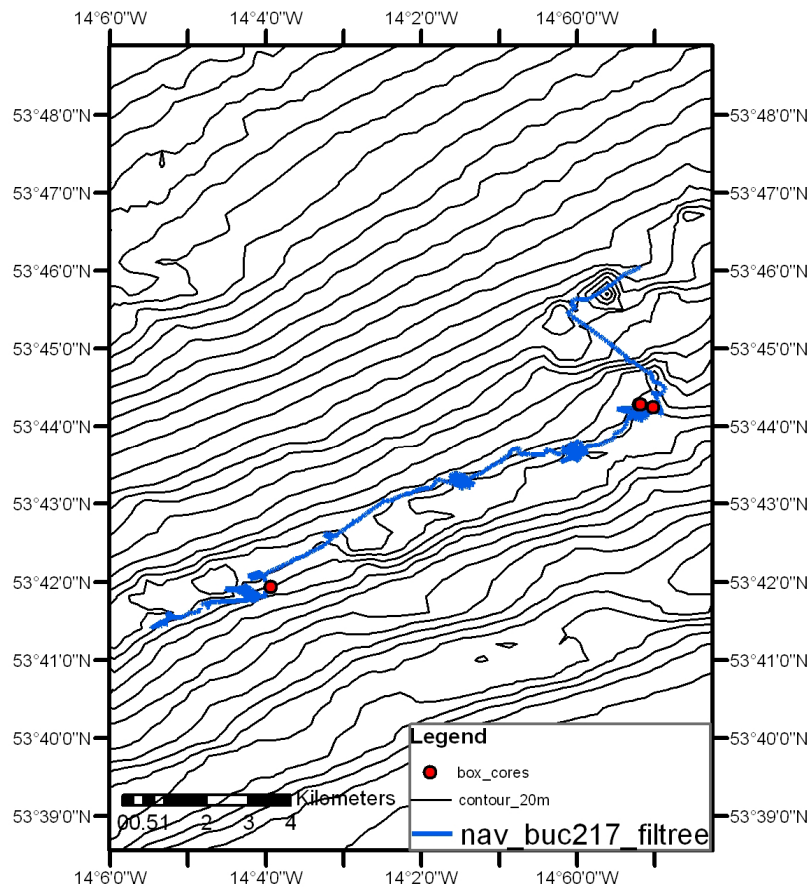 14°6'0"W 14°4'0"W 14°2'0"W 14°60'0"W
53°48'0"N 53°48'0"N
53°47'0"N 53°47'0"N
53°46'0"N 53°46'0"N
53°45'0"N 53°45'0"N
53°44'0"N 53°44'0"N
53°43'0"N 53°43'0"N
53°42'0"N 53°42'0"N
53°41'0"N 53°41'0"N
53°40'0"N 53°40'0"N
53°39'0"N 53°39'0"N
Legend
box_cores
contour_20m
nav_buc217_filtree
Kilometers
00.51 2 3 4
14°6'0"W 14°4'0"W 14°2'0"W 14°60'0"W